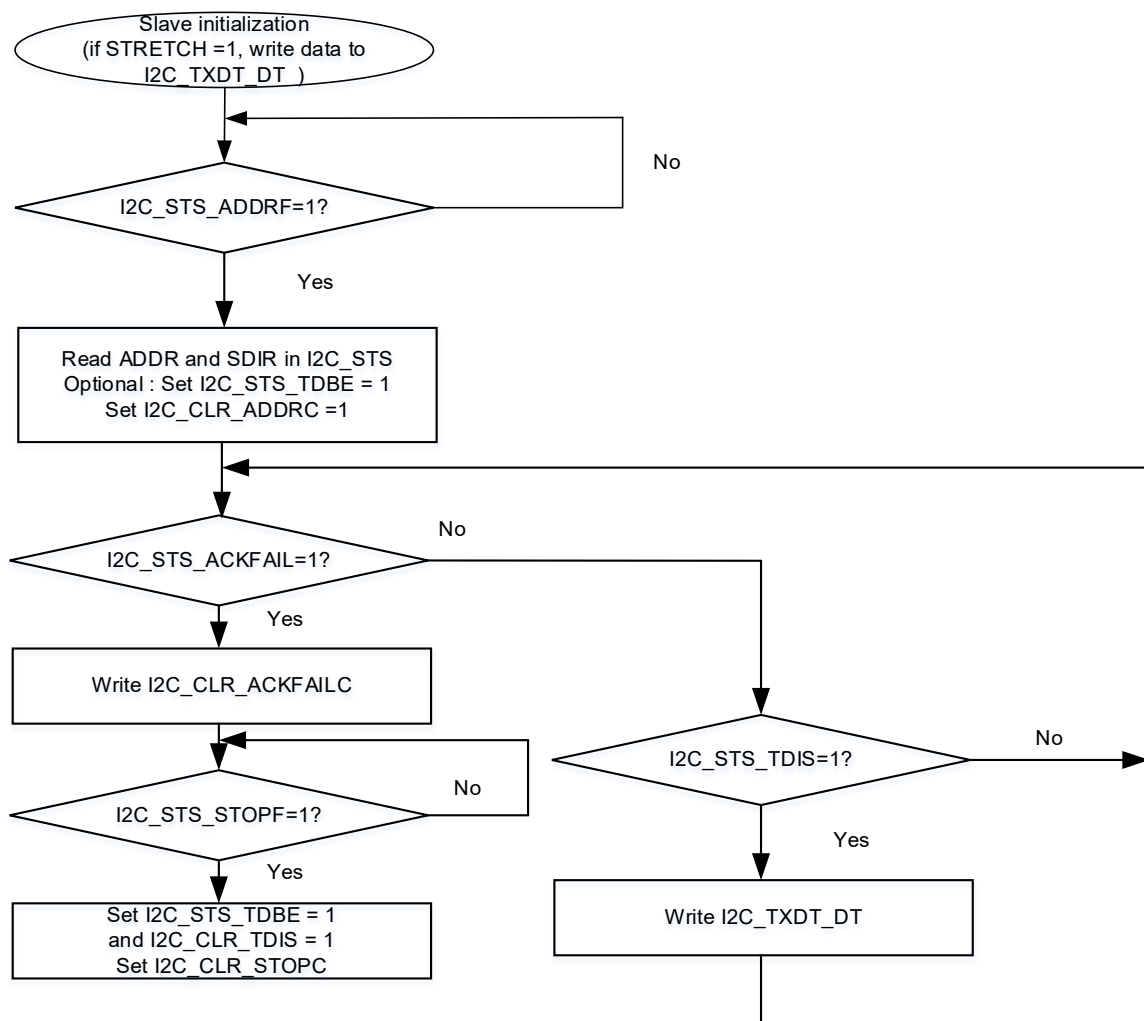 Slave initialization
(if STRETCH =1, write data to
I2C_TXDT_DT )
No
I2C_STS_ADDRF=1?
Yes
Read ADDR and SDIR in I2C_STS
Optional : Set I2C_STS_TDBE = 1
Set I2C_CLR_ADDRC =1
No
I2C_STS_ACKFAIL=1?
Yes
Write I2C_CLR_ACKFAILC
No
I2C_STS_TDIS=1?
No
I2C_STS_STOPF=1?
Yes
Yes
Set I2C_STS_TDBE = 1
and I2C_CLR_TDIS = 1
Set I2C_CLR_STOPC
Write I2C_TXDT_DT